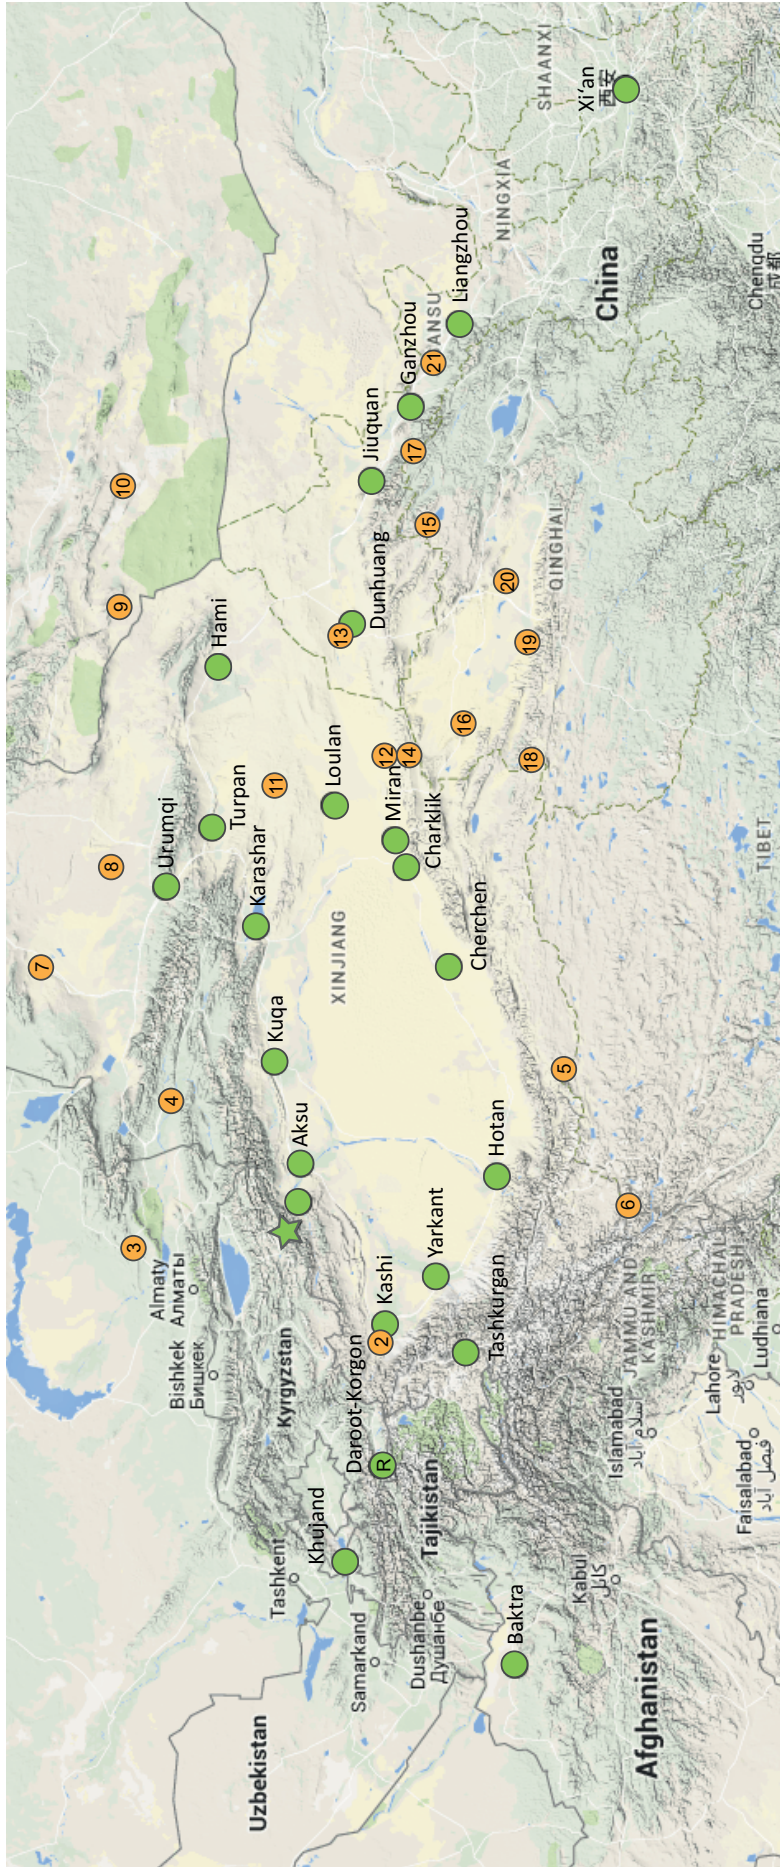 7
8
10
9
3
4
Almaty
Алматы
Urumqi
Bishkek
Бишкек
Hami
Turpan
Uzbekistan
Karashar
11
Tashkent
Kyrgyzstan
Kuqa
Aksu
Khujand
XINJIANG
Loulan
13
Samarkand
Daroot-Korgon
R
2
Kashi
Dunhuang
Jiuquan
12
Miran
14
Charklik
Ganzhou
17
15
21
ANSU
Dushanbe
Душанбе
Tajikistan
Yarkant
Liangzhou
16
Cherchen
Tashkurgan
Hotan
NINGXIA
20
Baktra
19
18
SHAANXI
QINGHAI
5
Xi'an
西安
Kabul
کابل
China
Islamabad
اسلام آباد
6
JAMMU AND
KASHMIR
Afghanistan
Lahore
لاہور
HIMACHAL
PRADESH
Faisalabad
فیصل آباد
Ludhiana
TIBET
Chengdu
成都